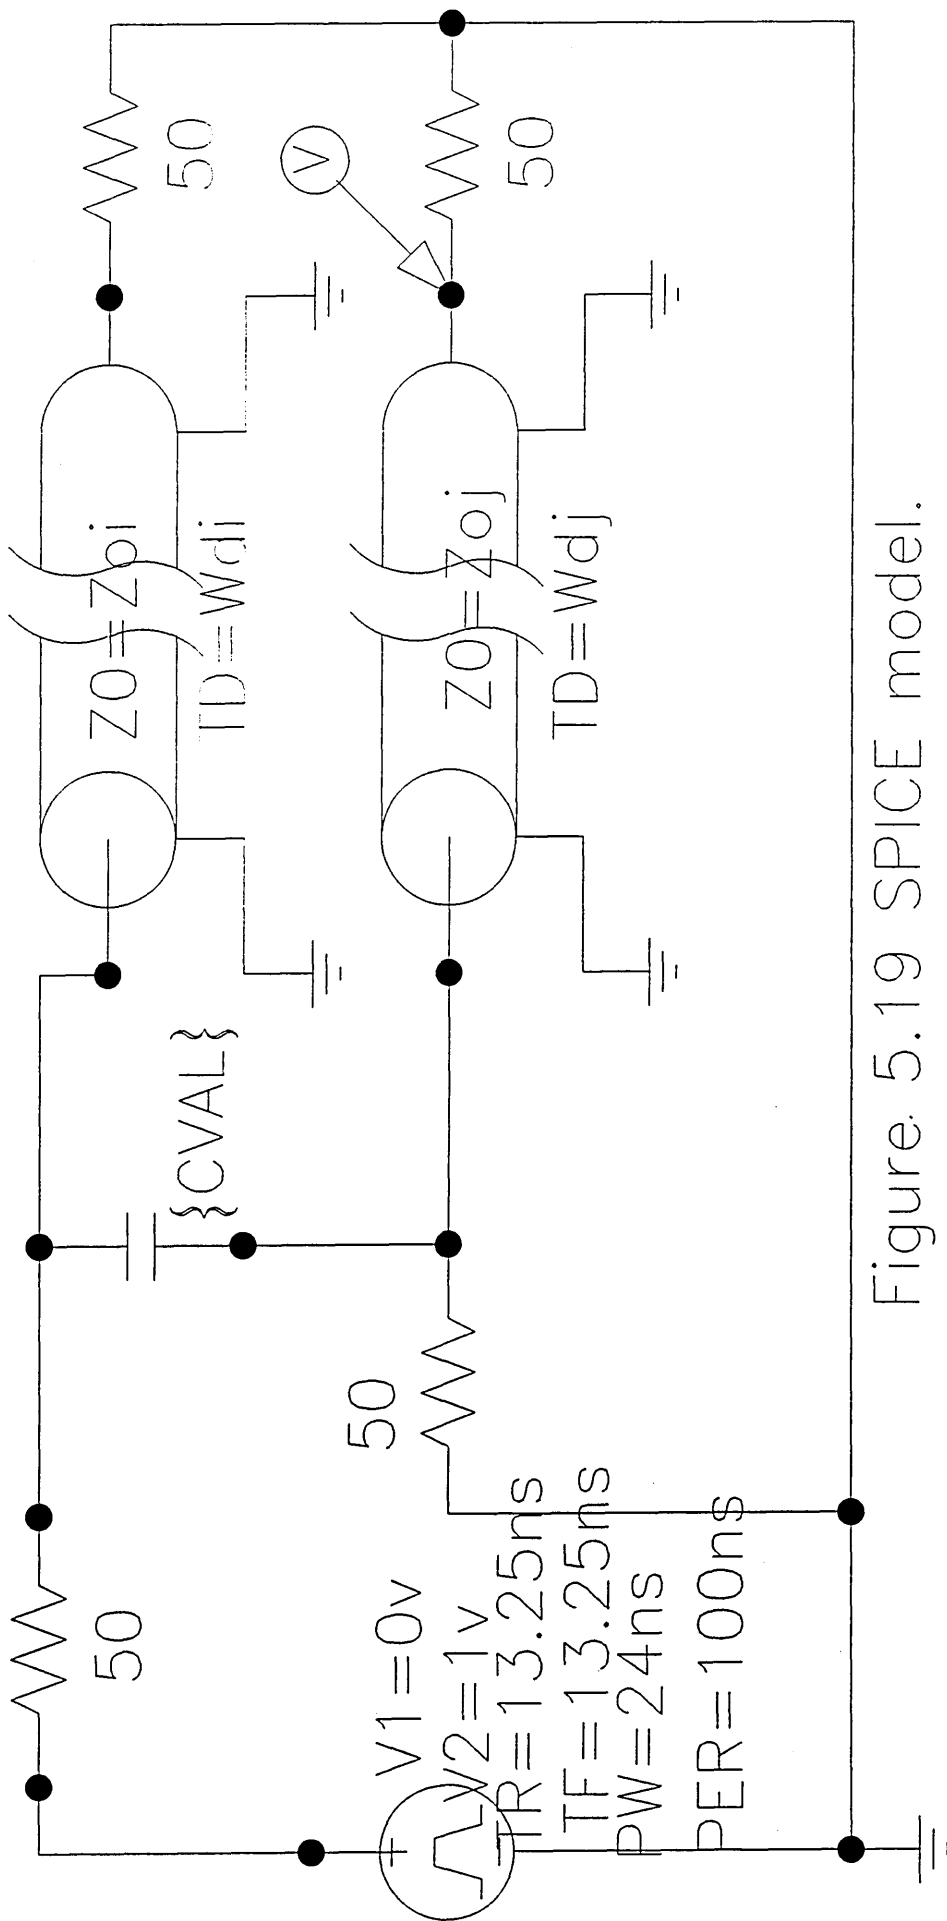 50
50
V
Z0=Zoi
TD=Wdi
Z0=Zoj
TD=Wdj
{CVAL}
50
50
V1=0v
V2=1v
TR=13.25ns
TF=13.25ns
PW=24ns
PER=100ns
Figure 5.19 SPICE model.